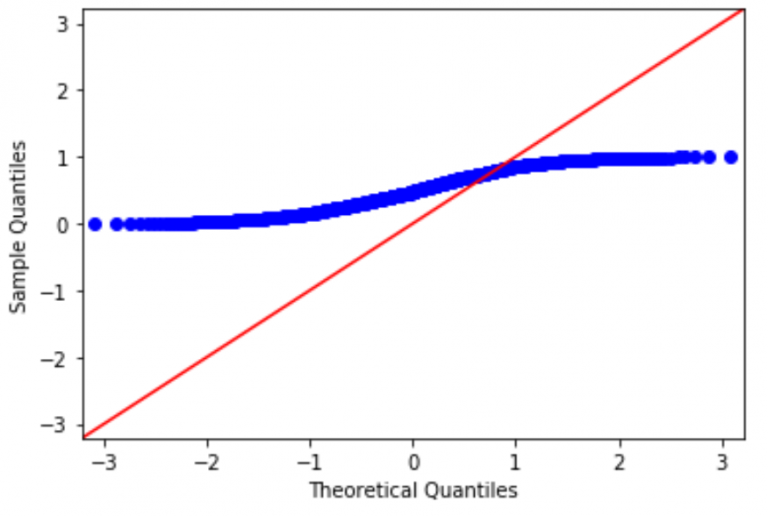 3
2
1
0
−1
−2
−3
Sample Quantiles
−3 −2 −1 0 1 2 3
Theoretical Quantiles